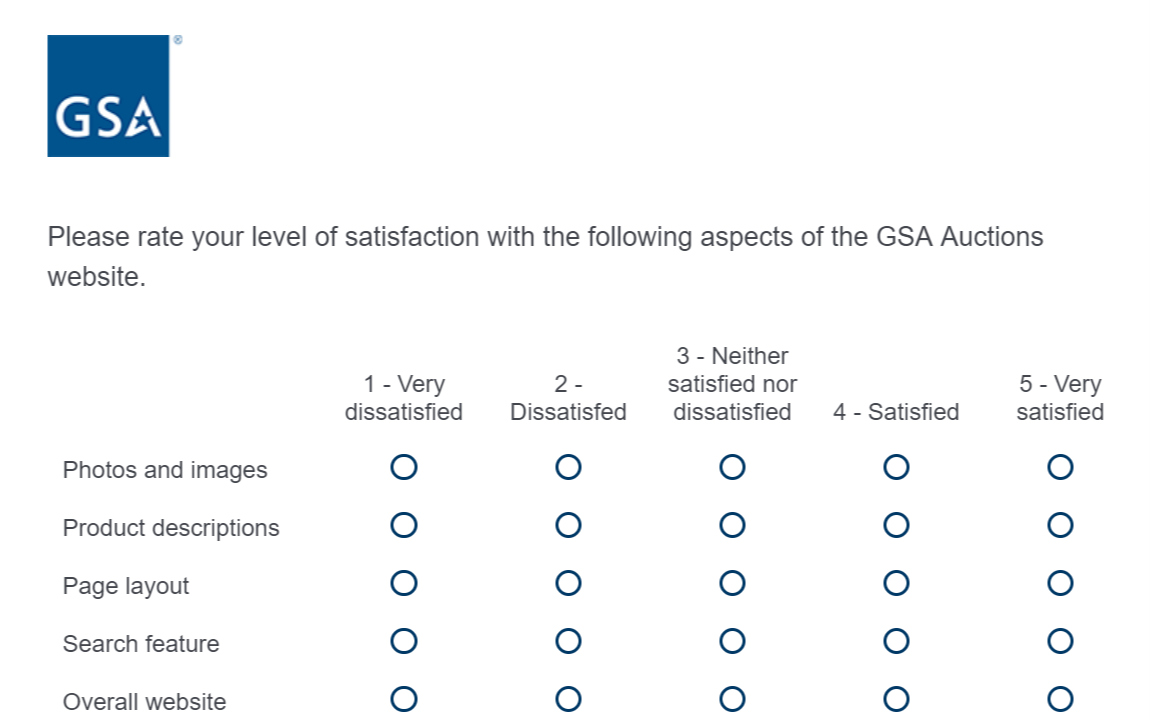 GSA
®
Please rate your level of satisfaction with the following aspects of the GSA Auctions
website.
1 - Very
dissatisfied
2 -
Dissatisfed
3 - Neither
satisfied nor
dissatisfied
4 - Satisfied
5 - Very
satisfied
Photos and images
Product descriptions
Page layout
Search feature
Overall website